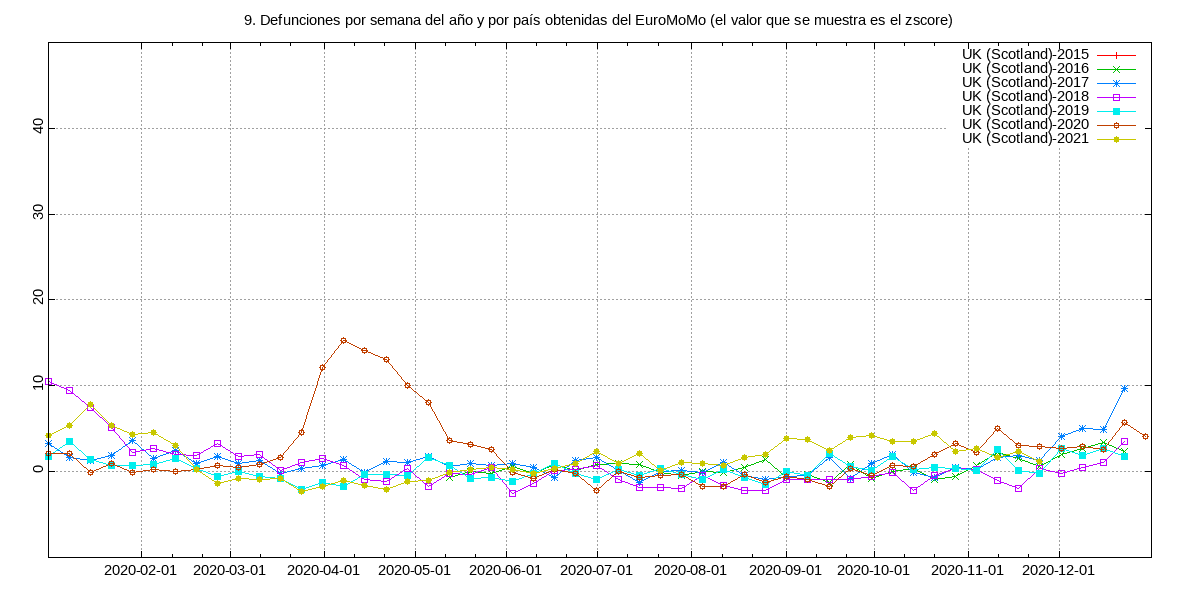 9. Defunciones por semana del año y por país obtenidas del EuroMoMo (el valor que se muestra es el zscore)
UK (Scotland)-2015
UK (Scotland)-2016
UK (Scotland)-2017
UK (Scotland)-2018
UK (Scotland)-2019
UK (Scotland)-2020
UK (Scotland)-2021
40
30
20
10
0
2020-02-01 2020-03-01 2020-04-01 2020-05-01 2020-06-01 2020-07-01 2020-08-01 2020-09-01 2020-10-01 2020-11-01 2020-12-01